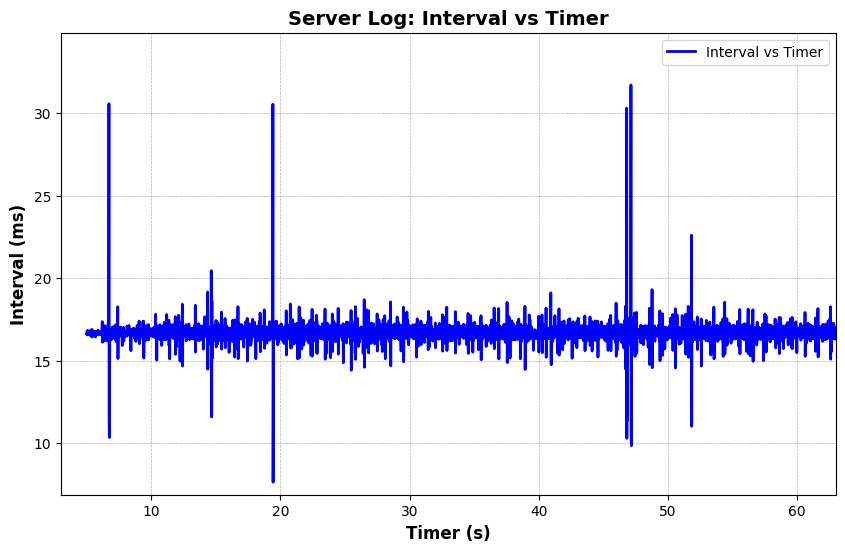 Server Log: Interval vs Timer
Interval vs Timer
Interval (ms)
30
25
20
15
10
10 20 30 40 50 60
Timer (s)